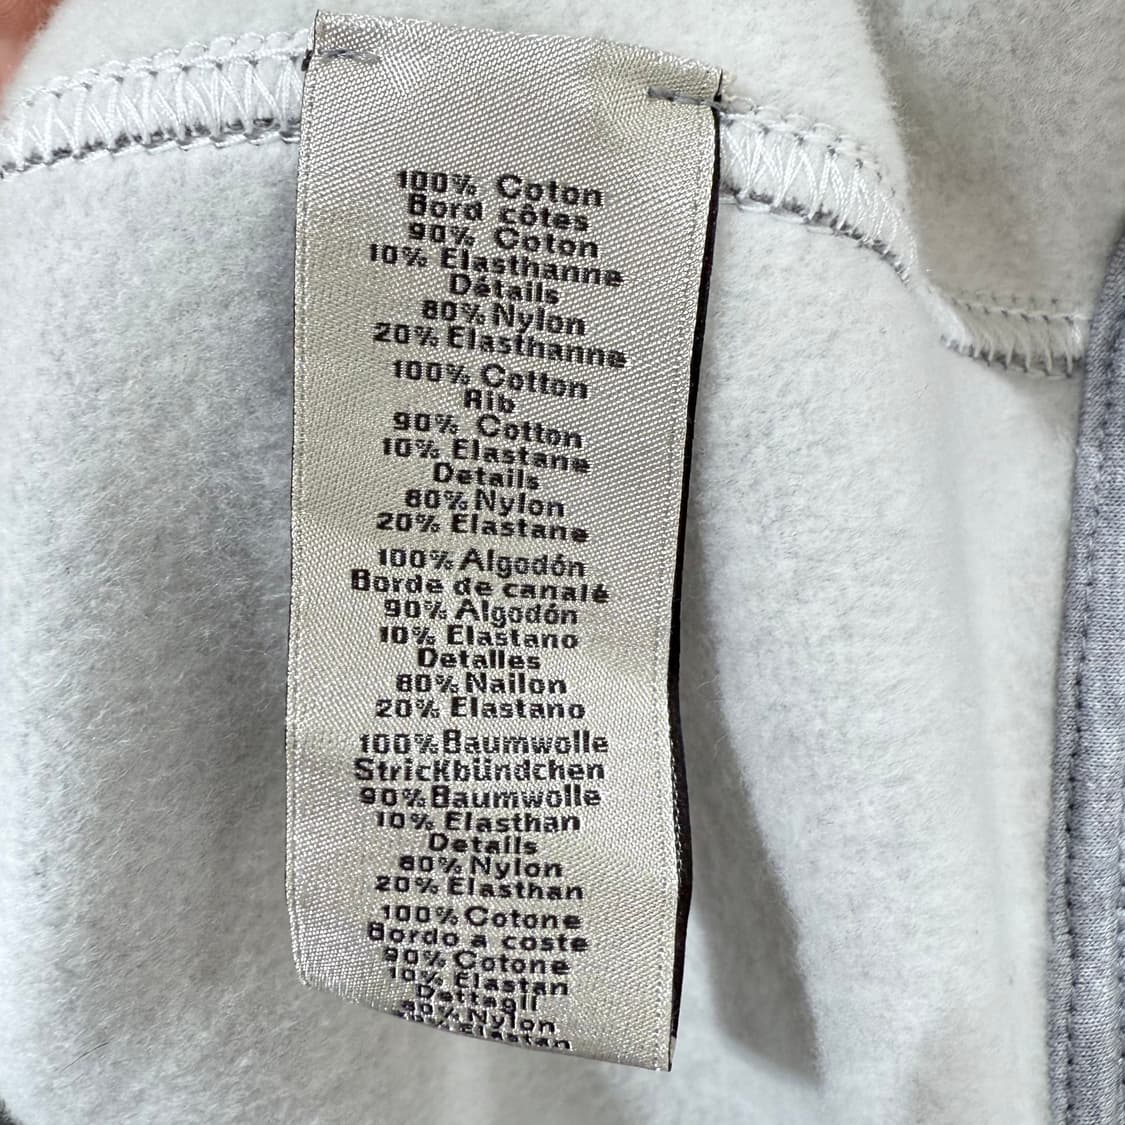 100% Coton
Bord côtes
90% Coton
10% Elasthanne
Détails
80% Nylon
20% Elasthanne
100% Cotton
Rib
90% Cotton
10% Elastane
Details
80% Nylon
20% Elastane
100% Algodón
Borde de canalé
90% Algodón
10% Elastano
Detalles
80% Nailon
20% Elastano
100% Baumwolle
Strickbündchen
90% Baumwolle
10% Elasthan
Details
80% Nylon
20% Elasthan
100% Cotone
Bordo a coste
90% Cotone
10% Elastan
Dettagli
80% Nylon
Elastan